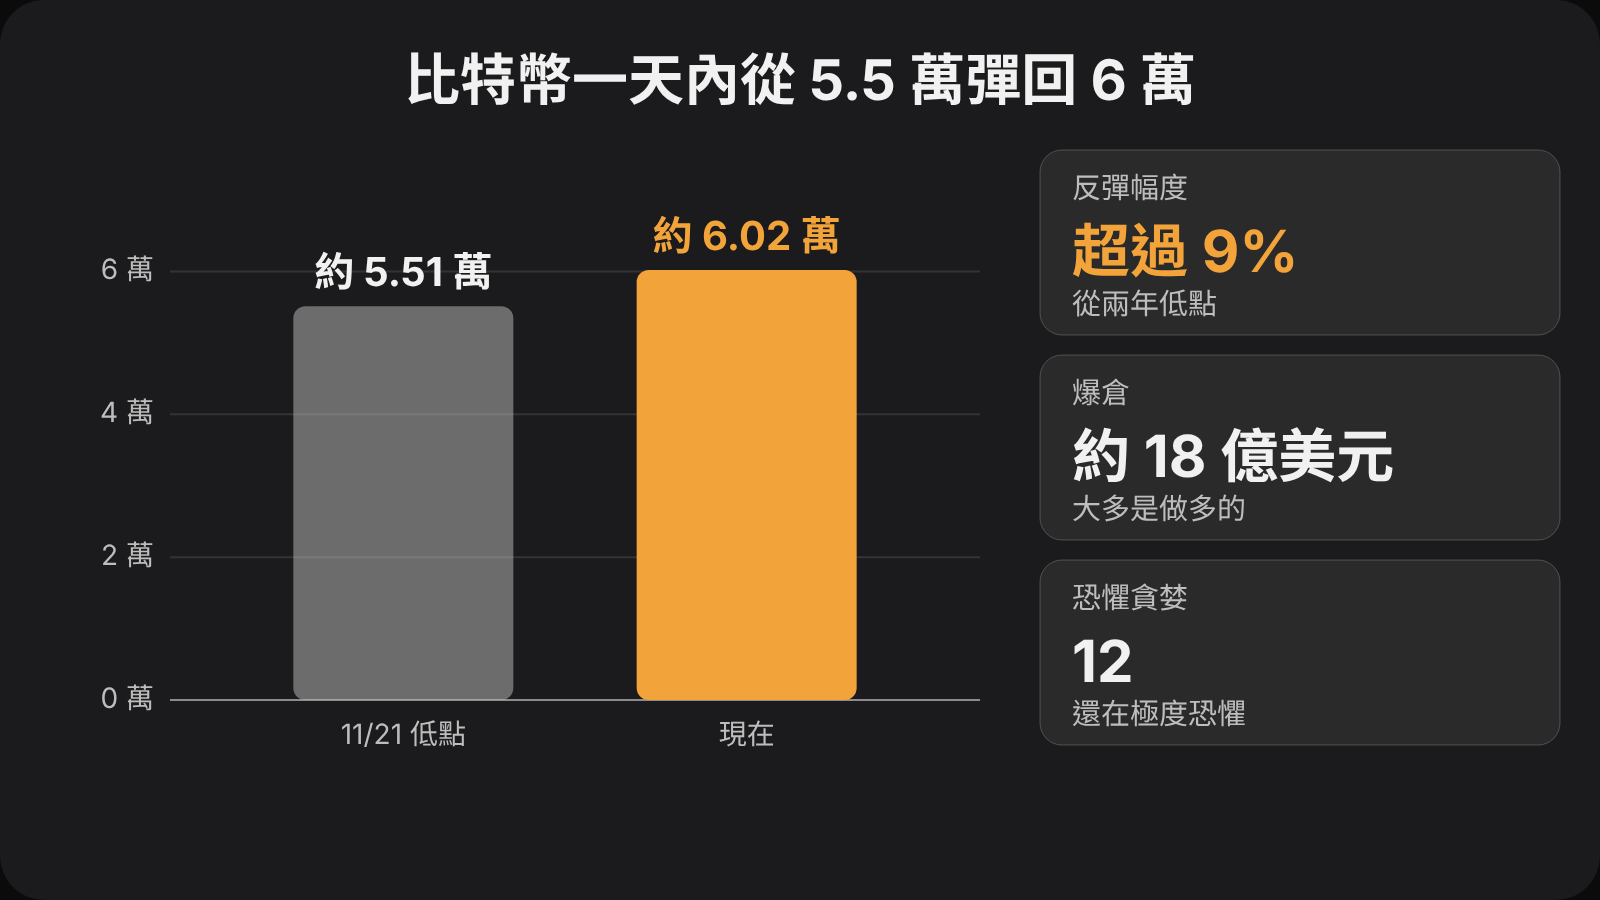 比特幣一天內從 5.5 萬彈回 6 萬
6 萬
4 萬
2 萬
0 萬
約 5.51 萬
約 6.02 萬
11/21 低點
現在
反彈幅度
超過 9%
從兩年低點
爆倉
約 18 億美元
大多是做多的
恐懼貪婪
12
還在極度恐懼